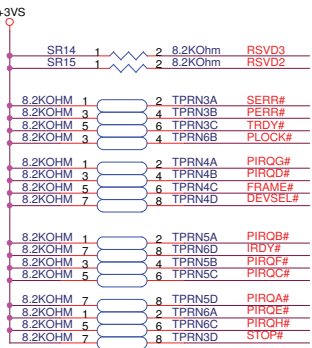 +3VS
SR14 1 2 8.2KOhm RSVD3
SR15 1 2 8.2KOhm RSVD2
8.2KOHM 1 2 TPRN3A SERR#
8.2KOHM 3 4 TPRN3B PERR#
8.2KOHM 5 6 TPRN3C TRDY#
8.2KOHM 3 4 TPRN6B PLOCK#
8.2KOHM 1 2 TPRN4A PIRQG#
8.2KOHM 3 4 TPRN4B PIRQD#
8.2KOHM 5 6 TPRN4C FRAME#
8.2KOHM 7 8 TPRN4D DEVSEL#
8.2KOHM 1 2 TPRN5A PIRQB#
8.2KOHM 7 8 TPRN6D IRDY#
8.2KOHM 3 4 TPRN5B PIRQF#
8.2KOHM 5 6 TPRN5C PIRQC#
8.2KOHM 7 8 TPRN5D PIRQA#
8.2KOHM 1 2 TPRN6A PIRQE#
8.2KOHM 5 6 TPRN6C PIRQH#
8.2KOHM 7 8 TPRN3D STOP#